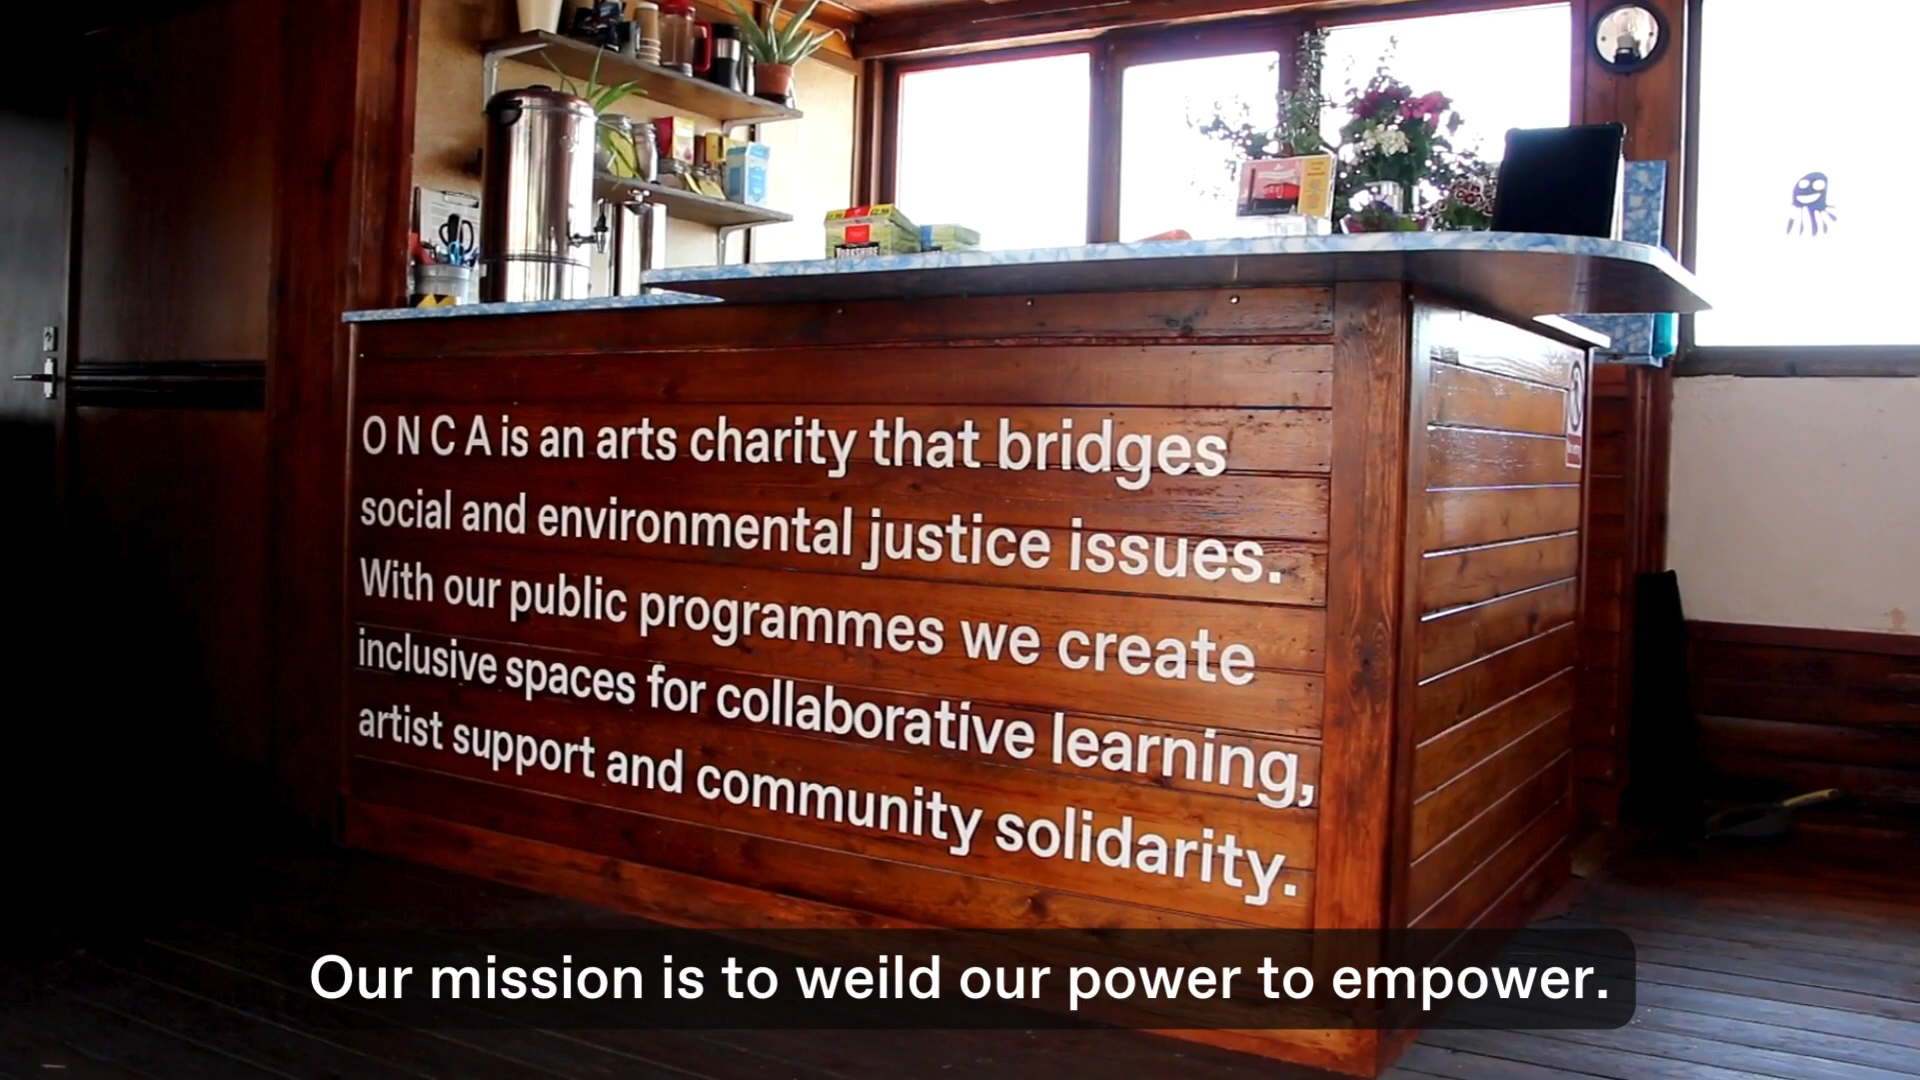 O N C A is an arts charity that bridges
social and environmental justice issues.
With our public programmes we create
inclusive spaces for collaborative learning,
artist support and community solidarity.
Our mission is to weild our power to empower.